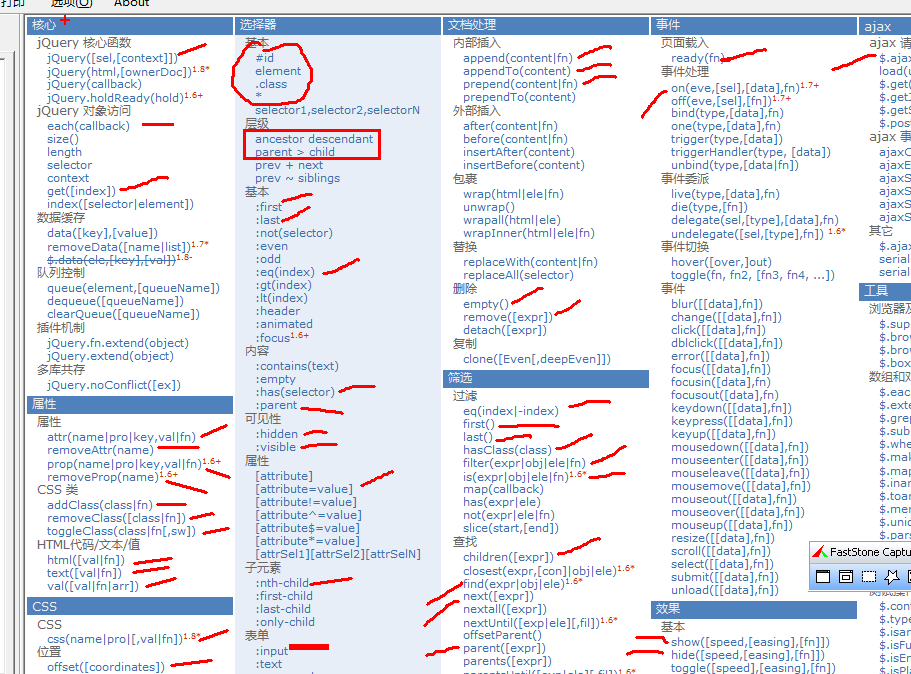 打印
选项(O)
About
核心
jQuery 核心函数
jQuery([sel,[context]])
jQuery(html,[ownerDoc])1.8*
jQuery(callback)
jQuery.holdReady(hold)1.6+
jQuery 对象访问
each(callback)
size()
length
selector
context
get([index])
index([selector|element])
数据缓存
data([key],[value])
removeData([name|list])1.7*
$.data(ele,[key],[val])1.8-
队列控制
queue(element,[queueName])
dequeue([queueName])
clearQueue([queueName])
插件机制
jQuery.fn.extend(object)
jQuery.extend(object)
多库共存
jQuery.noConflict([ex])
属性
属性
attr(name|pro|key,val|fn)
removeAttr(name)
prop(name|pro|key,val|fn)1.6+
removeProp(name)1.6+
CSS 类
addClass(class|fn)
removeClass([class|fn])
toggleClass(class|fn[,sw])
HTML代码/文本/值
html([val|fn])
text([val|fn])
val([val|fn|arr])
CSS
CSS
css(name|pro|[,val|fn])1.8*
位置
offset([coordinates])
选择器
基本
#id
element
.class
*
selector1,selector2,selectorN
层级
ancestor descendant
parent > child
prev + next
prev ~ siblings
基本
:first
:last
:not(selector)
:even
:odd
:eq(index)
:gt(index)
:lt(index)
:header
:animated
:focus1.6+
内容
:contains(text)
:empty
:has(selector)
:parent
可见性
:hidden
:visible
属性
[attribute]
[attribute=value]
[attribute!=value]
[attribute^=value]
[attribute$=value]
[attribute*=value]
[attrSel1][attrSel2][attrSelN]
子元素
:nth-child
:first-child
:last-child
:only-child
表单
:input
:text
文档处理
内部插入
append(content|fn)
appendTo(content)
prepend(content|fn)
prependTo(content)
外部插入
after(content|fn)
before(content|fn)
insertAfter(content)
insertBefore(content)
包裹
wrap(html|ele|fn)
unwrap()
wrapall(html|ele)
wrapInner(html|ele|fn)
替换
replaceWith(content|fn)
replaceAll(selector)
删除
empty()
remove([expr])
detach([expr])
复制
clone([Even[,deepEven]])
筛选
过滤
eq(index|-index)
first()
last()
hasClass(class)
filter(expr|obj|ele|fn)
is(expr|obj|ele|fn)1.6*
map(callback)
has(expr|ele)
not(expr|ele|fn)
slice(start,[end])
查找
children([expr])
closest(expr,[con]|obj|ele)1.6*
find(expr|obj|ele)1.6*
next([expr])
nextall([expr])
nextUntil([exp|ele][,fil])1.6*
offsetParent()
parent([expr])
parents([expr])
事件
页面载入
ready(fn)
事件处理
on(eve,[sel],[data],fn)1.7+
off(eve,[sel],[fn])1.7+
bind(type,[data],fn)
one(type,[data],fn)
trigger(type,[data])
triggerHandler(type, [data])
unbind(type,[data|fn])
事件委派
live(type,[data],fn)
die(type,[fn])
delegate(sel,[type],[data],fn)
undelegate([sel,[type],fn]) 1.6*
事件切换
hover([over,]out)
toggle(fn, fn2, [fn3, fn4, ...])
事件
blur([[data],fn])
change([[data],fn])
click([[data],fn])
dblclick([[data],fn])
error([[data],fn])
focus([[data],fn])
focusin([data],fn)
focusout([data],fn)
keydown([[data],fn])
keypress([[data],fn])
keyup([[data],fn])
mousedown([[data],fn])
mouseenter([[data],fn])
mouseleave([[data],fn])
mousemove([[data],fn])
mouseout([[data],fn])
mouseover([[data],fn])
mouseup([[data],fn])
resize([[data],fn])
scroll([[data],fn])
select([[data],fn])
submit([[data],fn])
unload([[data],fn])
效果
基本
show([speed,[easing],[fn]])
hide([speed,[easing],[fn]])
toggle([speed],[easing],[fn])
ajax
ajax 请
$.ajax
load(u
$.get(
$.getJ
$.getS
$.post
ajax 事
ajaxC
ajaxE
ajaxS
ajaxS
ajaxS
ajaxS
其它
$.ajax
serial
serial
工具
浏览器及
$.sup
$.brow
$.brow
$.box
数组和对
$.eac
$.exte
$.grep
$.sub
$.whe
$.mak
$.map
$.inar
$.toar
$.mer
$.uni
$.pars
FastStone Captu
$.con
$.type
$.isar
$.isFu
$.isEm
$.isPl